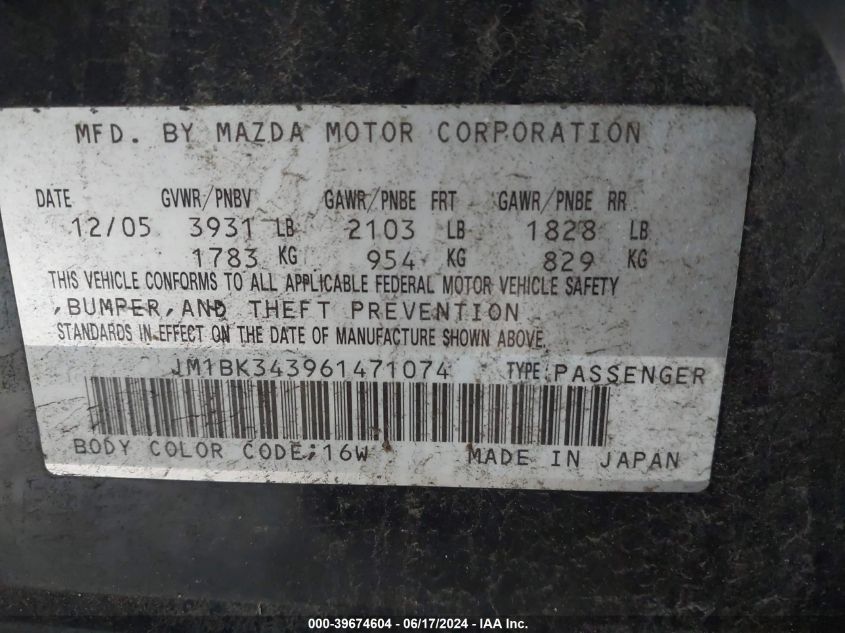 MFD. BY MAZDA MOTOR CORPORATION
DATE GVWR/PNBV GAWR/PNBE FRT GAWR/PNBE RR
12/05 3931 LB 2103 LB 1828 LB
1783 KG 954 KG 829 KG
THIS VEHICLE CONFORMS TO ALL APPLICABLE FEDERAL MOTOR VEHICLE SAFETY
,BUMPER,AND THEFT PREVENTION
STANDARDS IN EFFECT ON THE DATE OF MANUFACTURE SHOWN ABOVE.
JM1BK343961471074 TYPE:PASSENGER
BODY COLOR CODE:16W MADE IN JAPAN
000-39674604 - 06/17/2024 - IAA Inc.